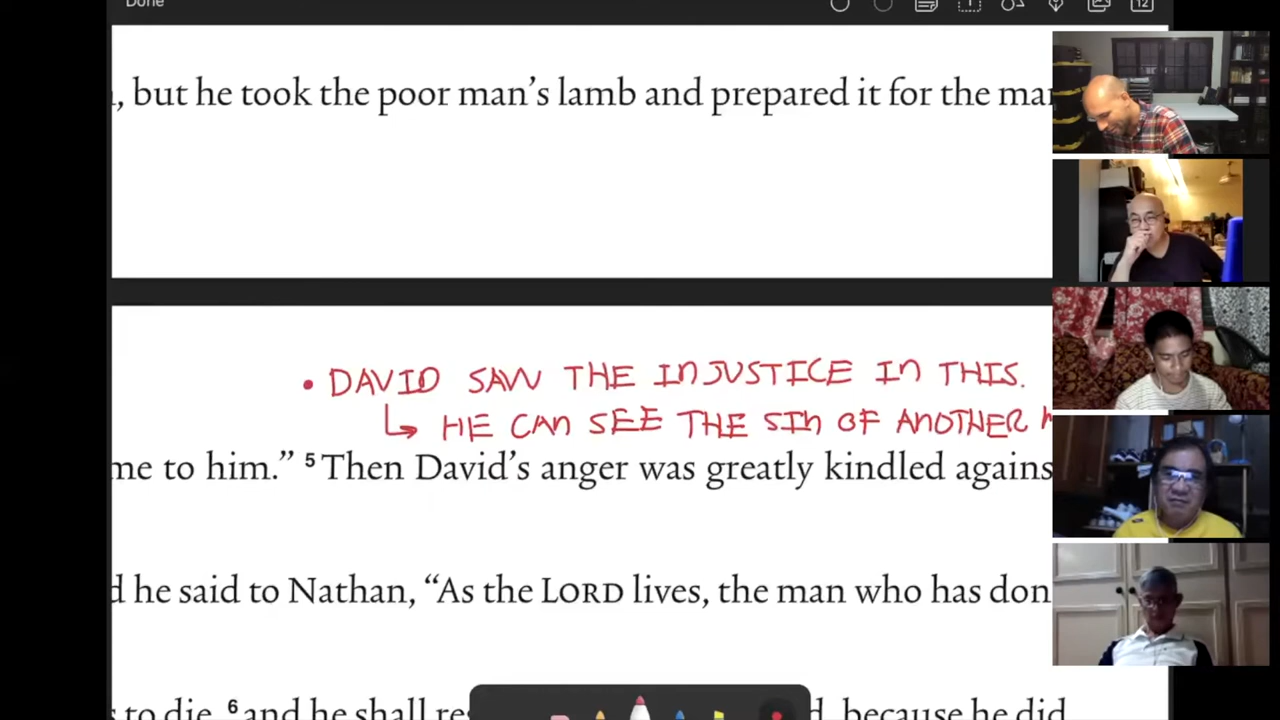 Done
12
, but he took the poor man's lamb and prepared it for the man
• DAVID SAW THE INJUSTICE IN THIS.
↳ HE CAN SEE THE SIN OF ANOTHER
me to him.” 5 Then David’s anger was greatly kindled agains
he said to Nathan, “As the LORD lives, the man who has don
to die, 6 and he shall res
because he did